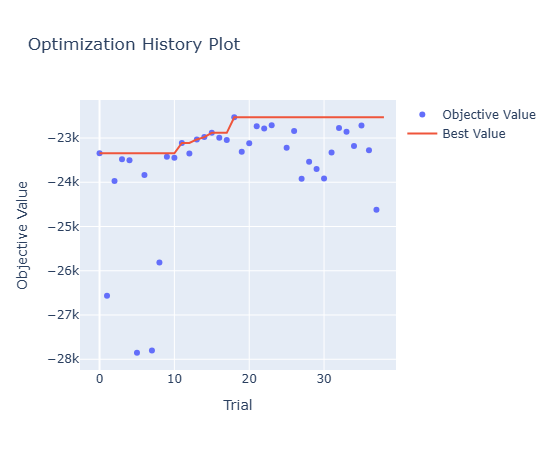 Optimization History Plot
Objective Value
Best Value
−23k
−24k
−25k
−26k
−27k
−28k
Objective Value
0
10
20
30
Trial